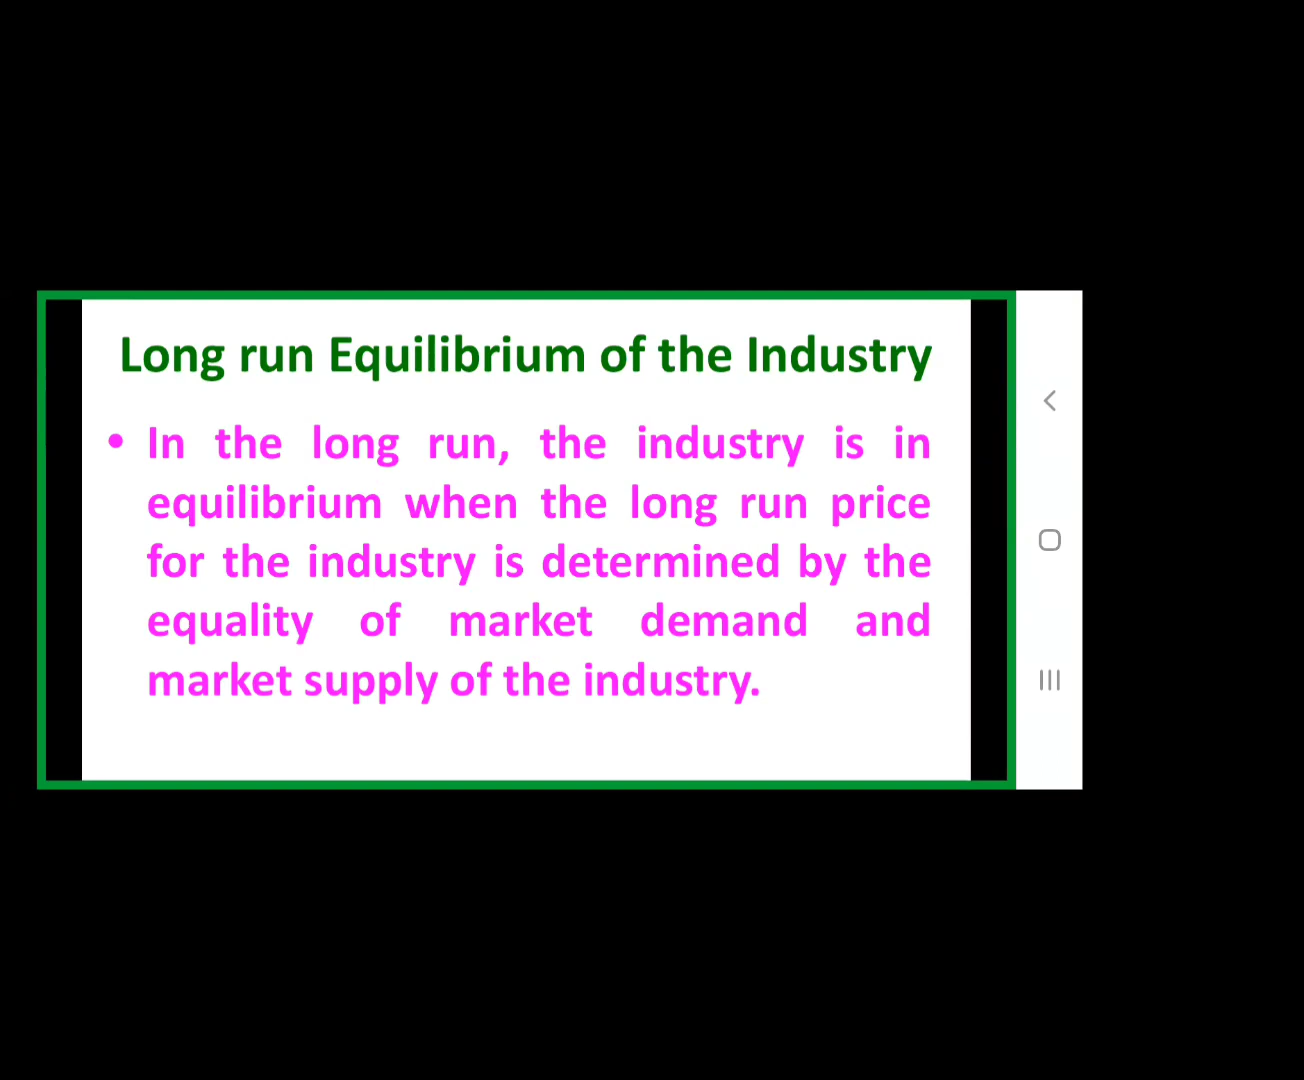 Long run Equilibrium of the Industry
• In the long run, the industry is in
equilibrium when the long run price
for the industry is determined by the
equality of market demand and
market supply of the industry.